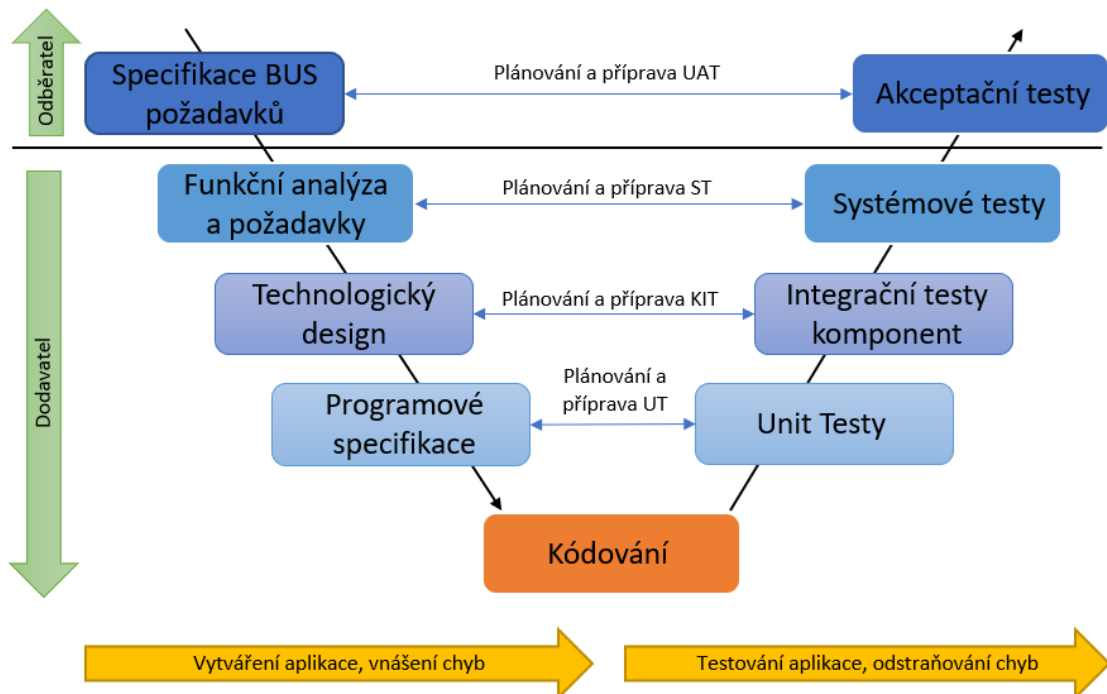 Odběratel
Specifikace BUS
požadavků
Plánování a příprava UAT
Akceptační testy
Dodavatel
Funkční analýza
a požadavky
Plánování a příprava ST
Systémové testy
Technologický
design
Plánování a příprava KIT
Integrační testy
komponent
Programové
specifikace
Plánování a
příprava UT
Unit Testy
Kódování
Vytváření aplikace, vnášení chyb
Testování aplikace, odstraňování chyb